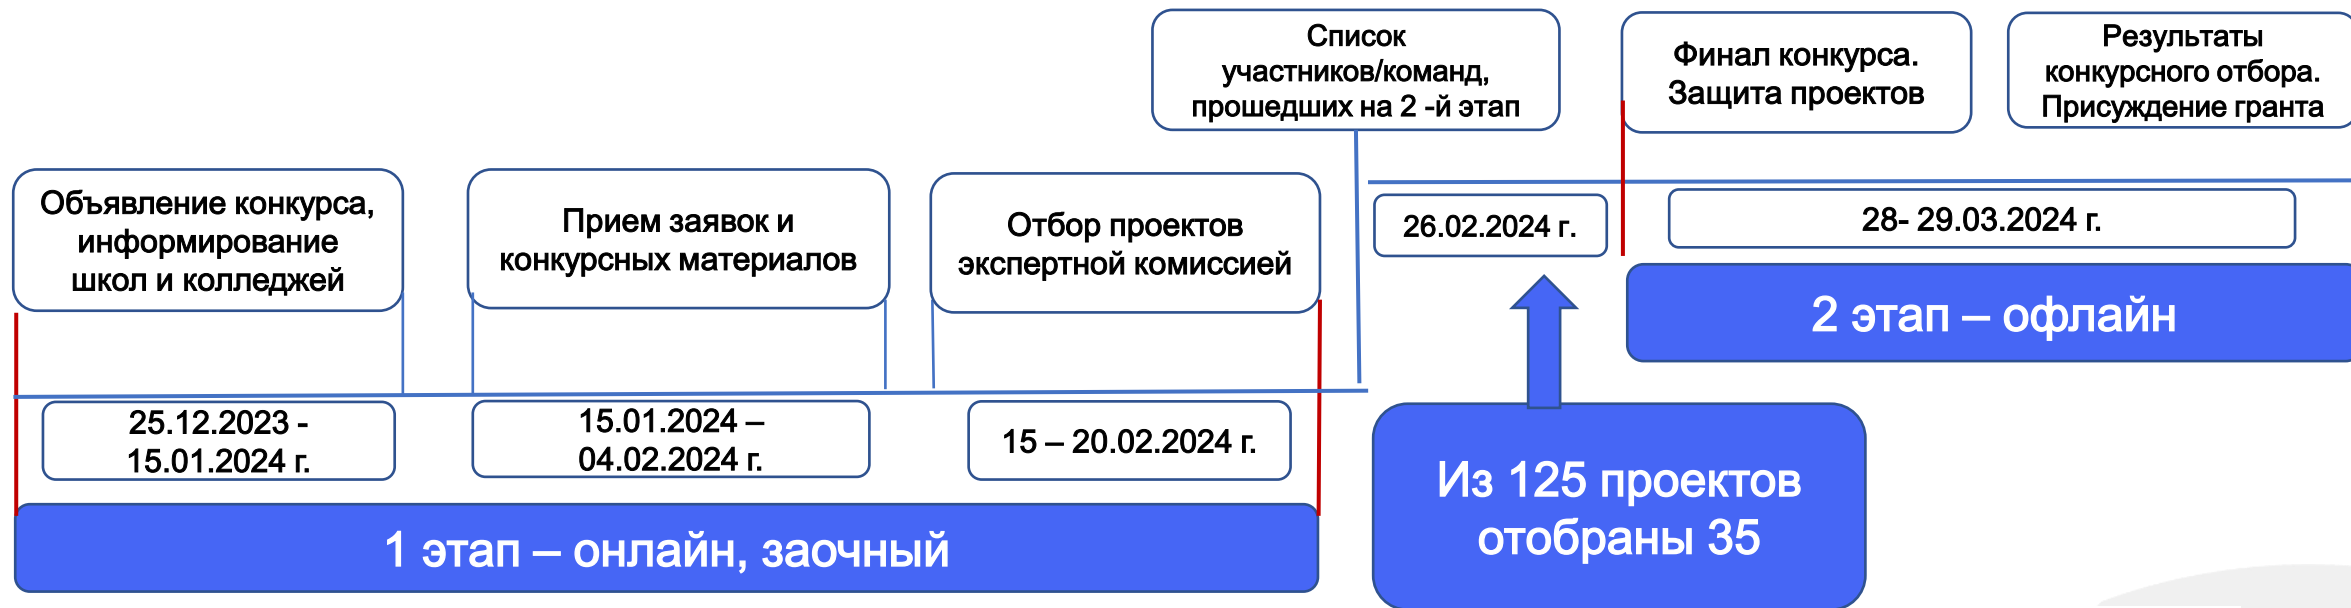 Список
участников/команд,
прошедших на 2 -й этап
Финал конкурса.
Защита проектов
Результаты
конкурсного отбора.
Присуждение гранта
Объявление конкурса,
информирование
школ и колледжей
Прием заявок и
конкурсных материалов
Отбор проектов
экспертной комиссией
26.02.2024 г.
28- 29.03.2024 г.
2 этап – офлайн
25.12.2023 -
15.01.2024 г.
15.01.2024 –
04.02.2024 г.
15 – 20.02.2024 г.
Из 125 проектов
отобраны 35
1 этап – онлайн, заочный